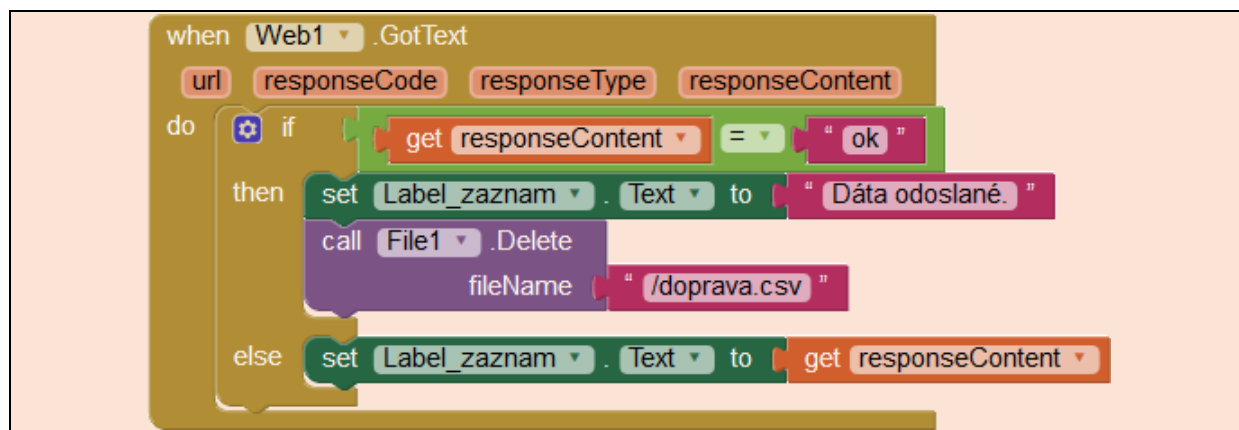 when Web1 .GotText
url responseCode responseType responseContent
do if get responseContent = " ok "
then set Label_zaznam . Text to " Dáta odoslané. "
call File1 .Delete
fileName " /doprava.csv "
else set Label_zaznam . Text to get responseContent